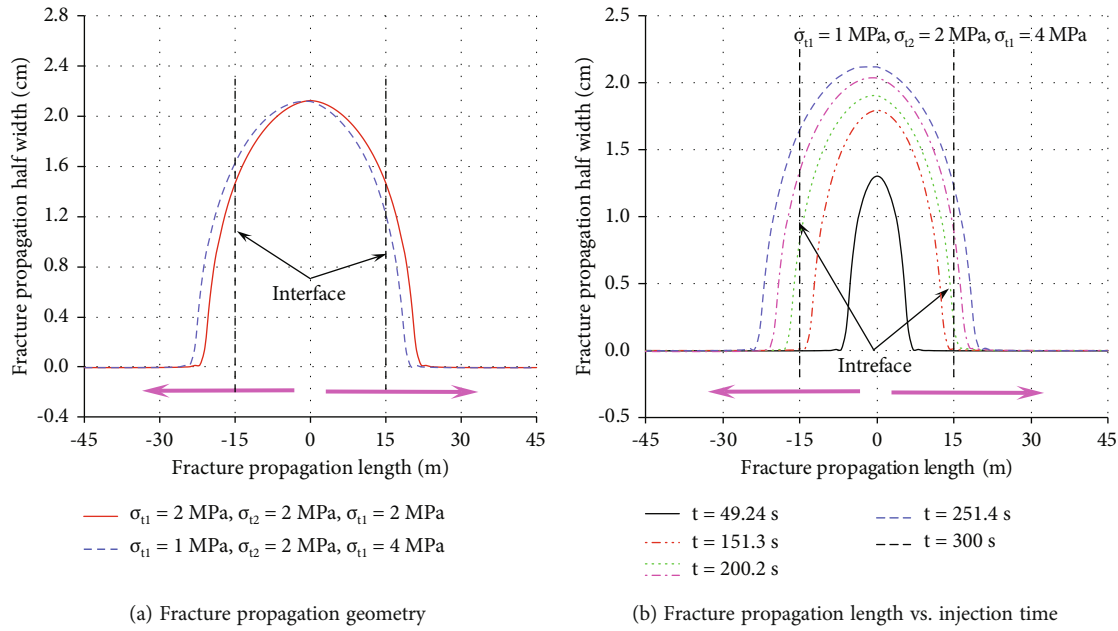 2.8
2.4
2.0
1.6
1.2
0.8
0.4
0.0
-0.4
Fracture propagation half width (cm)
Interface
-45 -30 -15 0 15 30 45
Fracture propagation length (m)
σt1 = 2 MPa, σt2 = 2 MPa, σt1 = 2 MPa
σt1 = 1 MPa, σt2 = 2 MPa, σt1 = 4 MPa
(a) Fracture propagation geometry
σt1 = 1 MPa, σt2 = 2 MPa, σt1 = 4 MPa
2.5
2.0
1.5
1.0
0.5
0.0
-0.5
Fracture propagation half width (cm)
Intreface
-45 -30 -15 0 15 30 45
Fracture propagation length (m)
t = 49.24 s
t = 151.3 s
t = 200.2 s
t = 251.4 s
t = 300 s
(b) Fracture propagation length vs. injection time